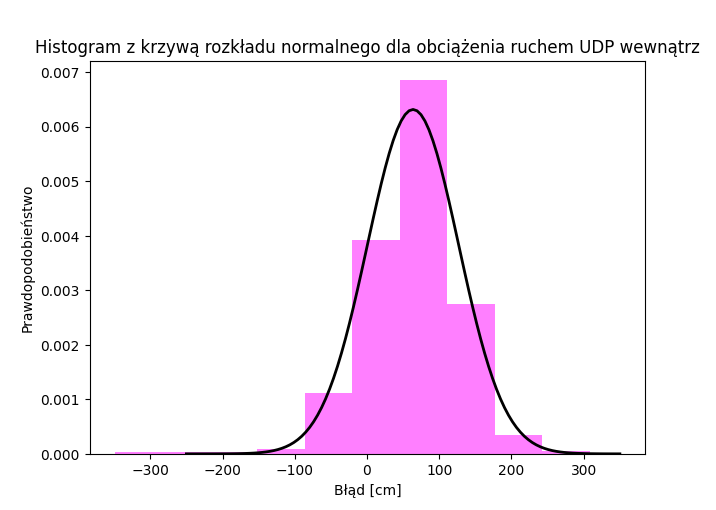 Histogram z krzywą rozkładu normalnego dla obciążenia ruchem UDP wewnątrz
0.007
0.006
0.005
0.004
0.003
0.002
0.001
0.000
Prawdopodobieństwo
−300 −200 −100 0 100 200 300
Błąd [cm]